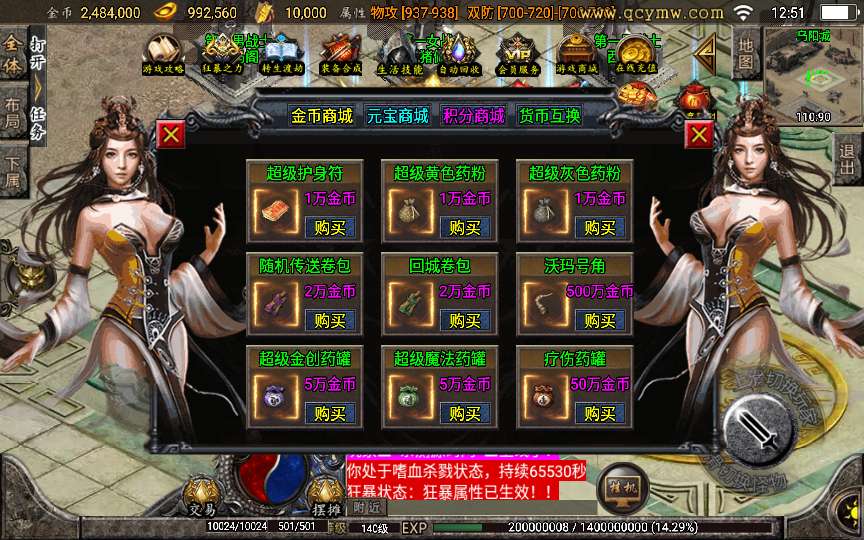 金币 2,484,000 992,560 10,000 属性 物攻 [937-938] 双防 [700-720]-[700-
www.qcymw.com
12:51
全体
打开
任务
布局
下属
游戏攻略 狂暴之力 转生渡劫 装备合成 生活技能 自动回收 会员服务 游戏商城 在线充值
地图
乌阳城
110:90
退出
金币商城 元宝商城 积分商城 货币互换
超级护身符 超级黄色药粉 超级灰色药粉
1万金币 1万金币 1万金币
购买 购买 购买
随机传送卷包 回城卷包 沃玛号角
2万金币 2万金币 500万金币
购买 购买 购买
超级金创药罐 超级魔法药罐 疗伤药罐
5万金币 5万金币 50万金币
购买 购买 购买
你处于嗜血杀戮状态，持续65530秒
狂暴状态：狂暴属性已生效！！
挂机
交易 摆摊 附近
10024/10024 501/501 等级 140级 EXP 200000008 / 1400000000 (14.29%)